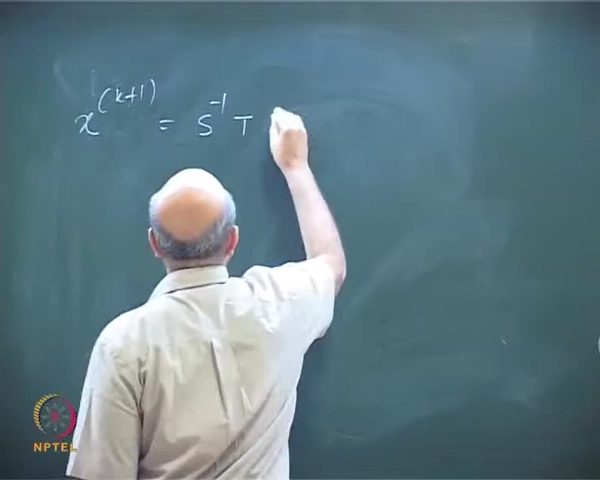 x^(k+1) = S^-1 T
NPTEL